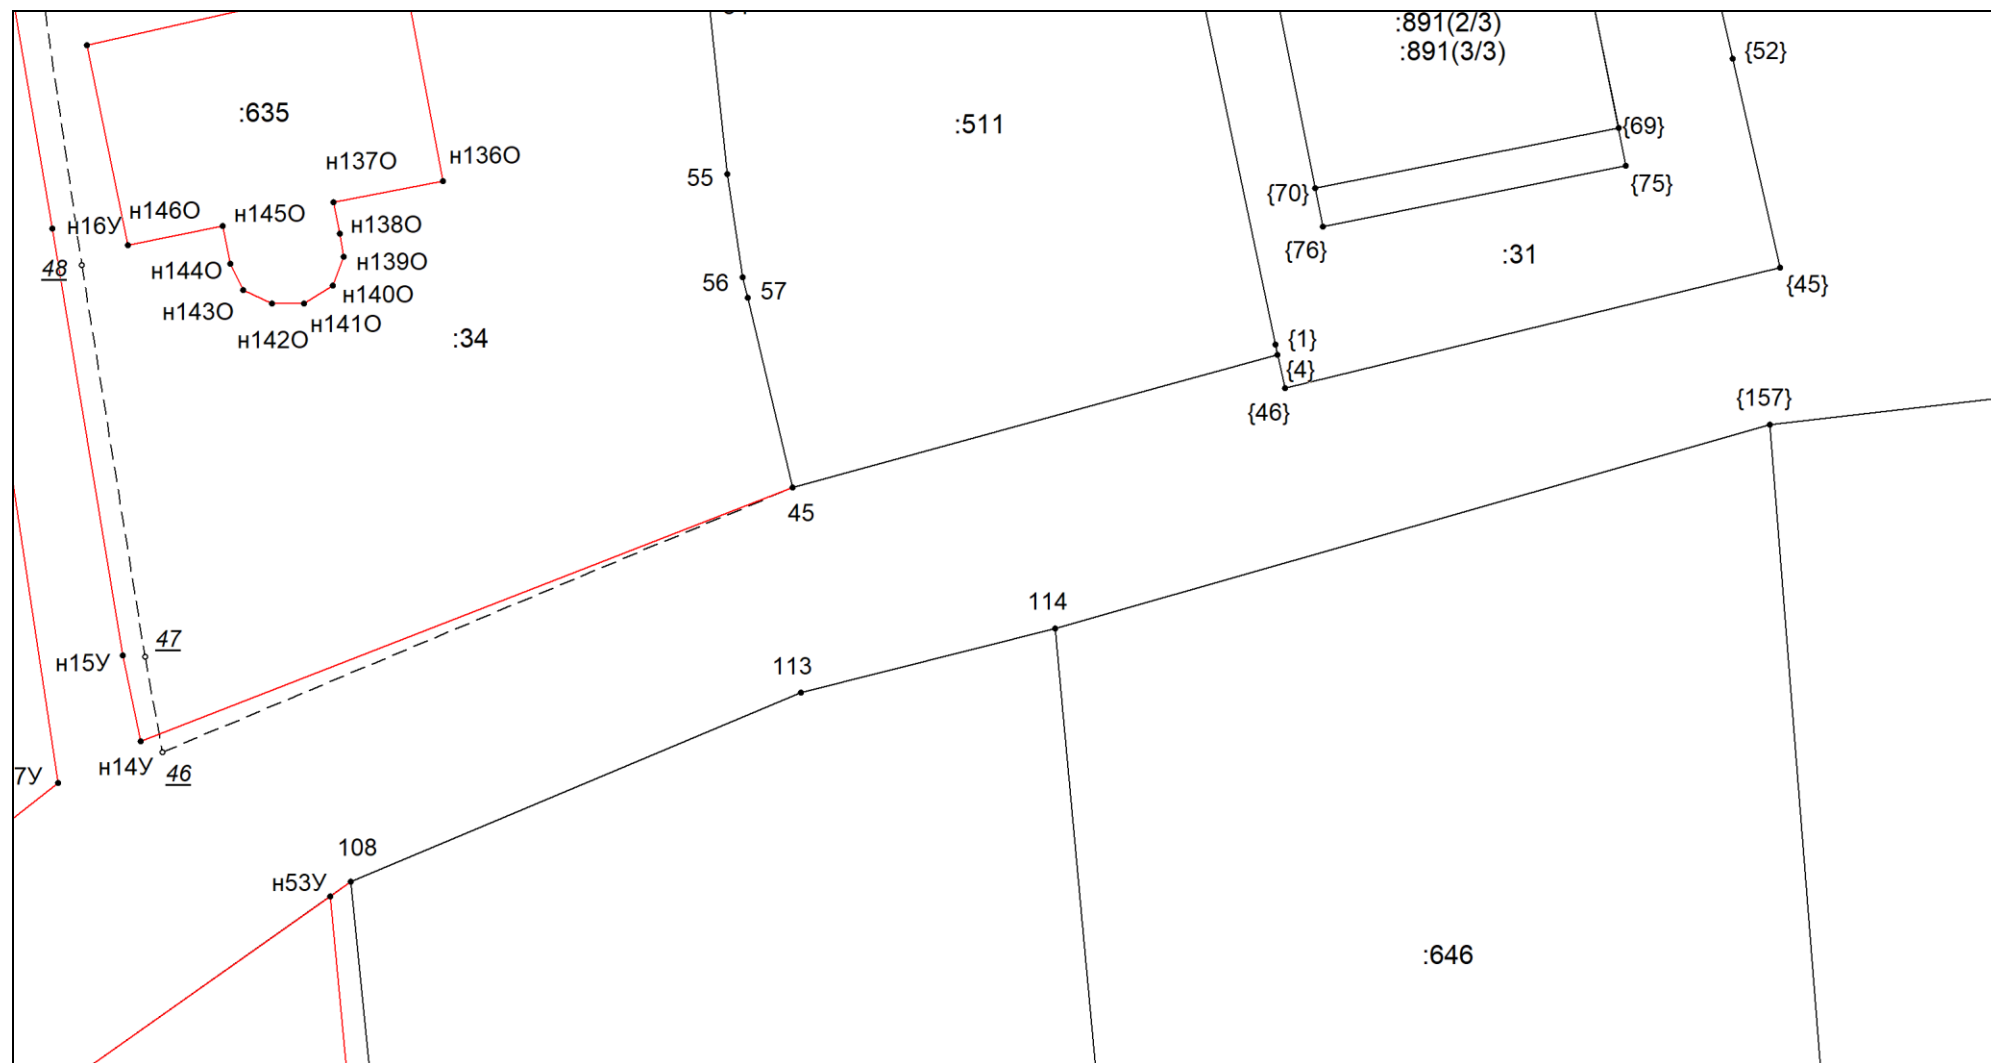 :891(2/3)
:891(3/3)
{52}
:635
:511
{69}
н137О
н136О
55
{70}
{75}
н146О
н145О
н16У
н138О
{76}
:31
48
н144О
н139О
56
57
{45}
н143О
н140О
н141О
н142О
:34
{1}
{4}
{46}
{157}
45
114
47
н15У
113
н14У
46
7У
108
н53У
:646